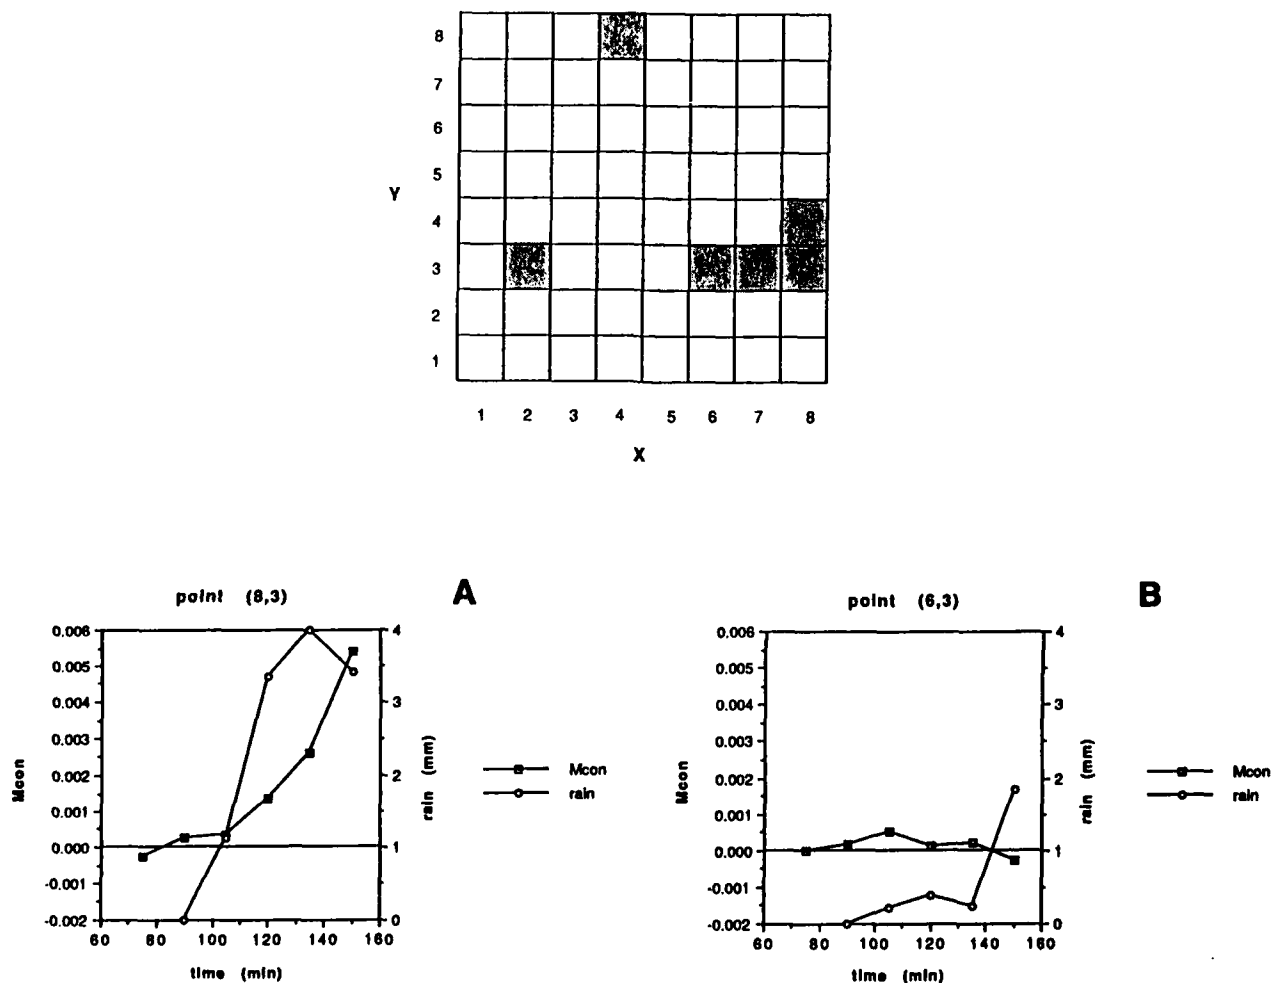 8
7
6
5
Y
4
3
2
1
1 2 3 4 5 6 7 8
X
point (8,3)
A
0.006
0.005
0.004
0.003
0.002
0.001
0.000
-0.001
-0.002
Mcon
4
3
2
1
0
rain (mm)
60 80 100 120 140 160
time (min)
Mcon
rain
point (6,3)
B
0.006
0.005
0.004
0.003
0.002
0.001
0.000
-0.001
-0.002
Mcon
4
3
2
1
0
rain (mm)
60 80 100 120 140 160
time (min)
Mcon
rain